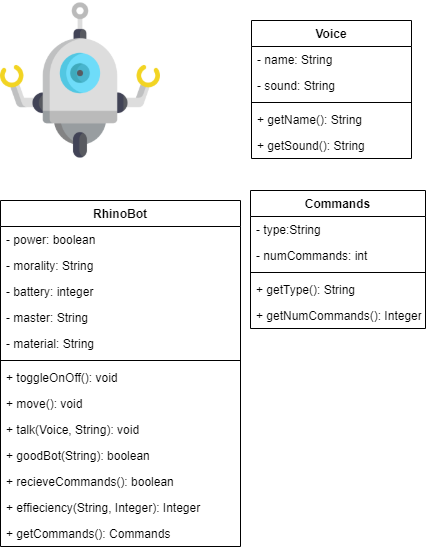 Voice
- name: String
- sound: String
+ getName(): String
+ getSound(): String
RhinoBot
- power: boolean
- morality: String
- battery: integer
- master: String
- material: String
+ toggleOnOff(): void
+ move(): void
+ talk(Voice, String): void
+ goodBot(String): boolean
+ recieveCommands(): boolean
+ effieciency(String, Integer): Integer
+ getCommands(): Commands
Commands
- type:String
- numCommands: int
+ getType(): String
+ getNumCommands(): Integer